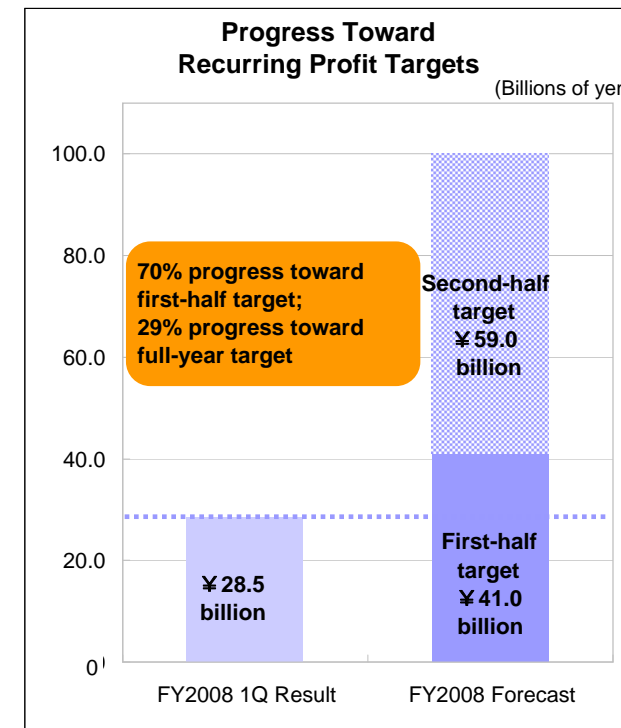 Progress Toward
Recurring Profit Targets
(Billions of yen
100.0
80.0
60.0
40.0
20.0
0
70% progress toward
first-half target;
29% progress toward
full-year target
Second-half
target
¥59.0
billion
First-half
target
¥41.0
billion
¥28.5
billion
FY2008 1Q Result
FY2008 Forecast